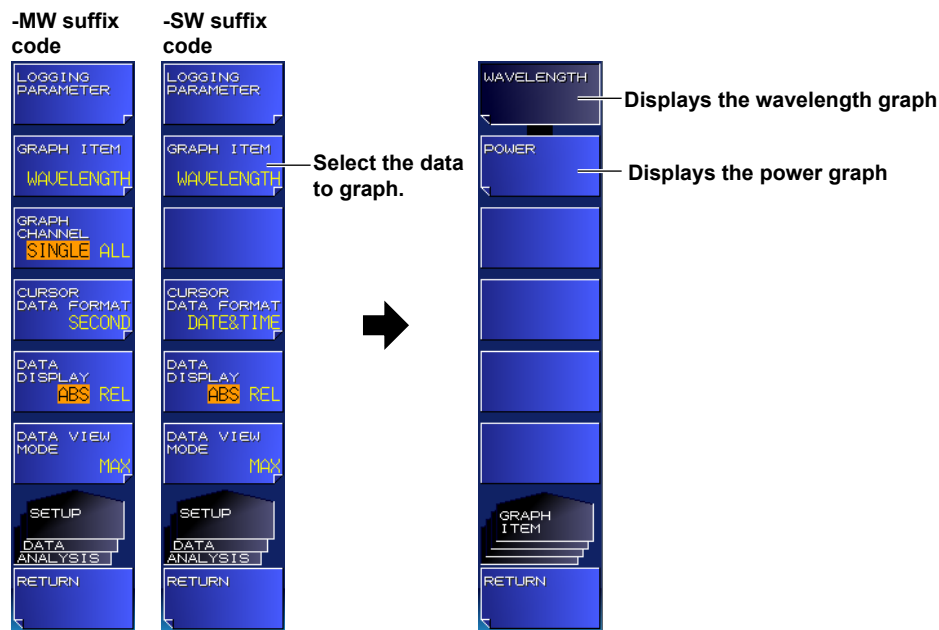 -MW suffix
code
LOGGING
PARAMETER
GRAPH ITEM
WAVELENGTH
GRAPH
CHANNEL
SINGLE ALL
CURSOR
DATA FORMAT
SECOND
DATA
DISPLAY
ABS REL
DATA VIEW
MODE
MAX
SETUP
DATA
ANALYSIS
RETURN
-SW suffix
code
LOGGING
PARAMETER
GRAPH ITEM
WAVELENGTH
CURSOR
DATA FORMAT
DATE&TIME
DATA
DISPLAY
ABS REL
DATA VIEW
MODE
MAX
SETUP
DATA
ANALYSIS
RETURN
Select the data
to graph.
WAVELENGTH
POWER
GRAPH
ITEM
RETURN
Displays the wavelength graph
Displays the power graph